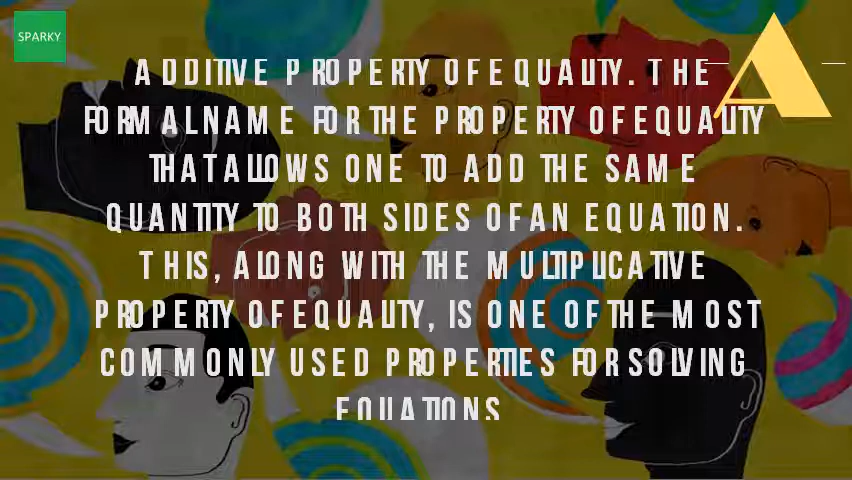 SPARKY
A
ADDITIVE PROPERTY OF EQUALITY. THE
FORMAL NAME FOR THE PROPERTY OF EQUALITY
THAT ALLOWS ONE TO ADD THE SAME
QUANTITY TO BOTH SIDES OF AN EQUATION.
THIS, ALONG WITH THE MULTIPLICATIVE
PROPERTY OF EQUALITY, IS ONE OF THE MOST
COMMONLY USED PROPERTIES FOR SOLVING
EQUATIONS